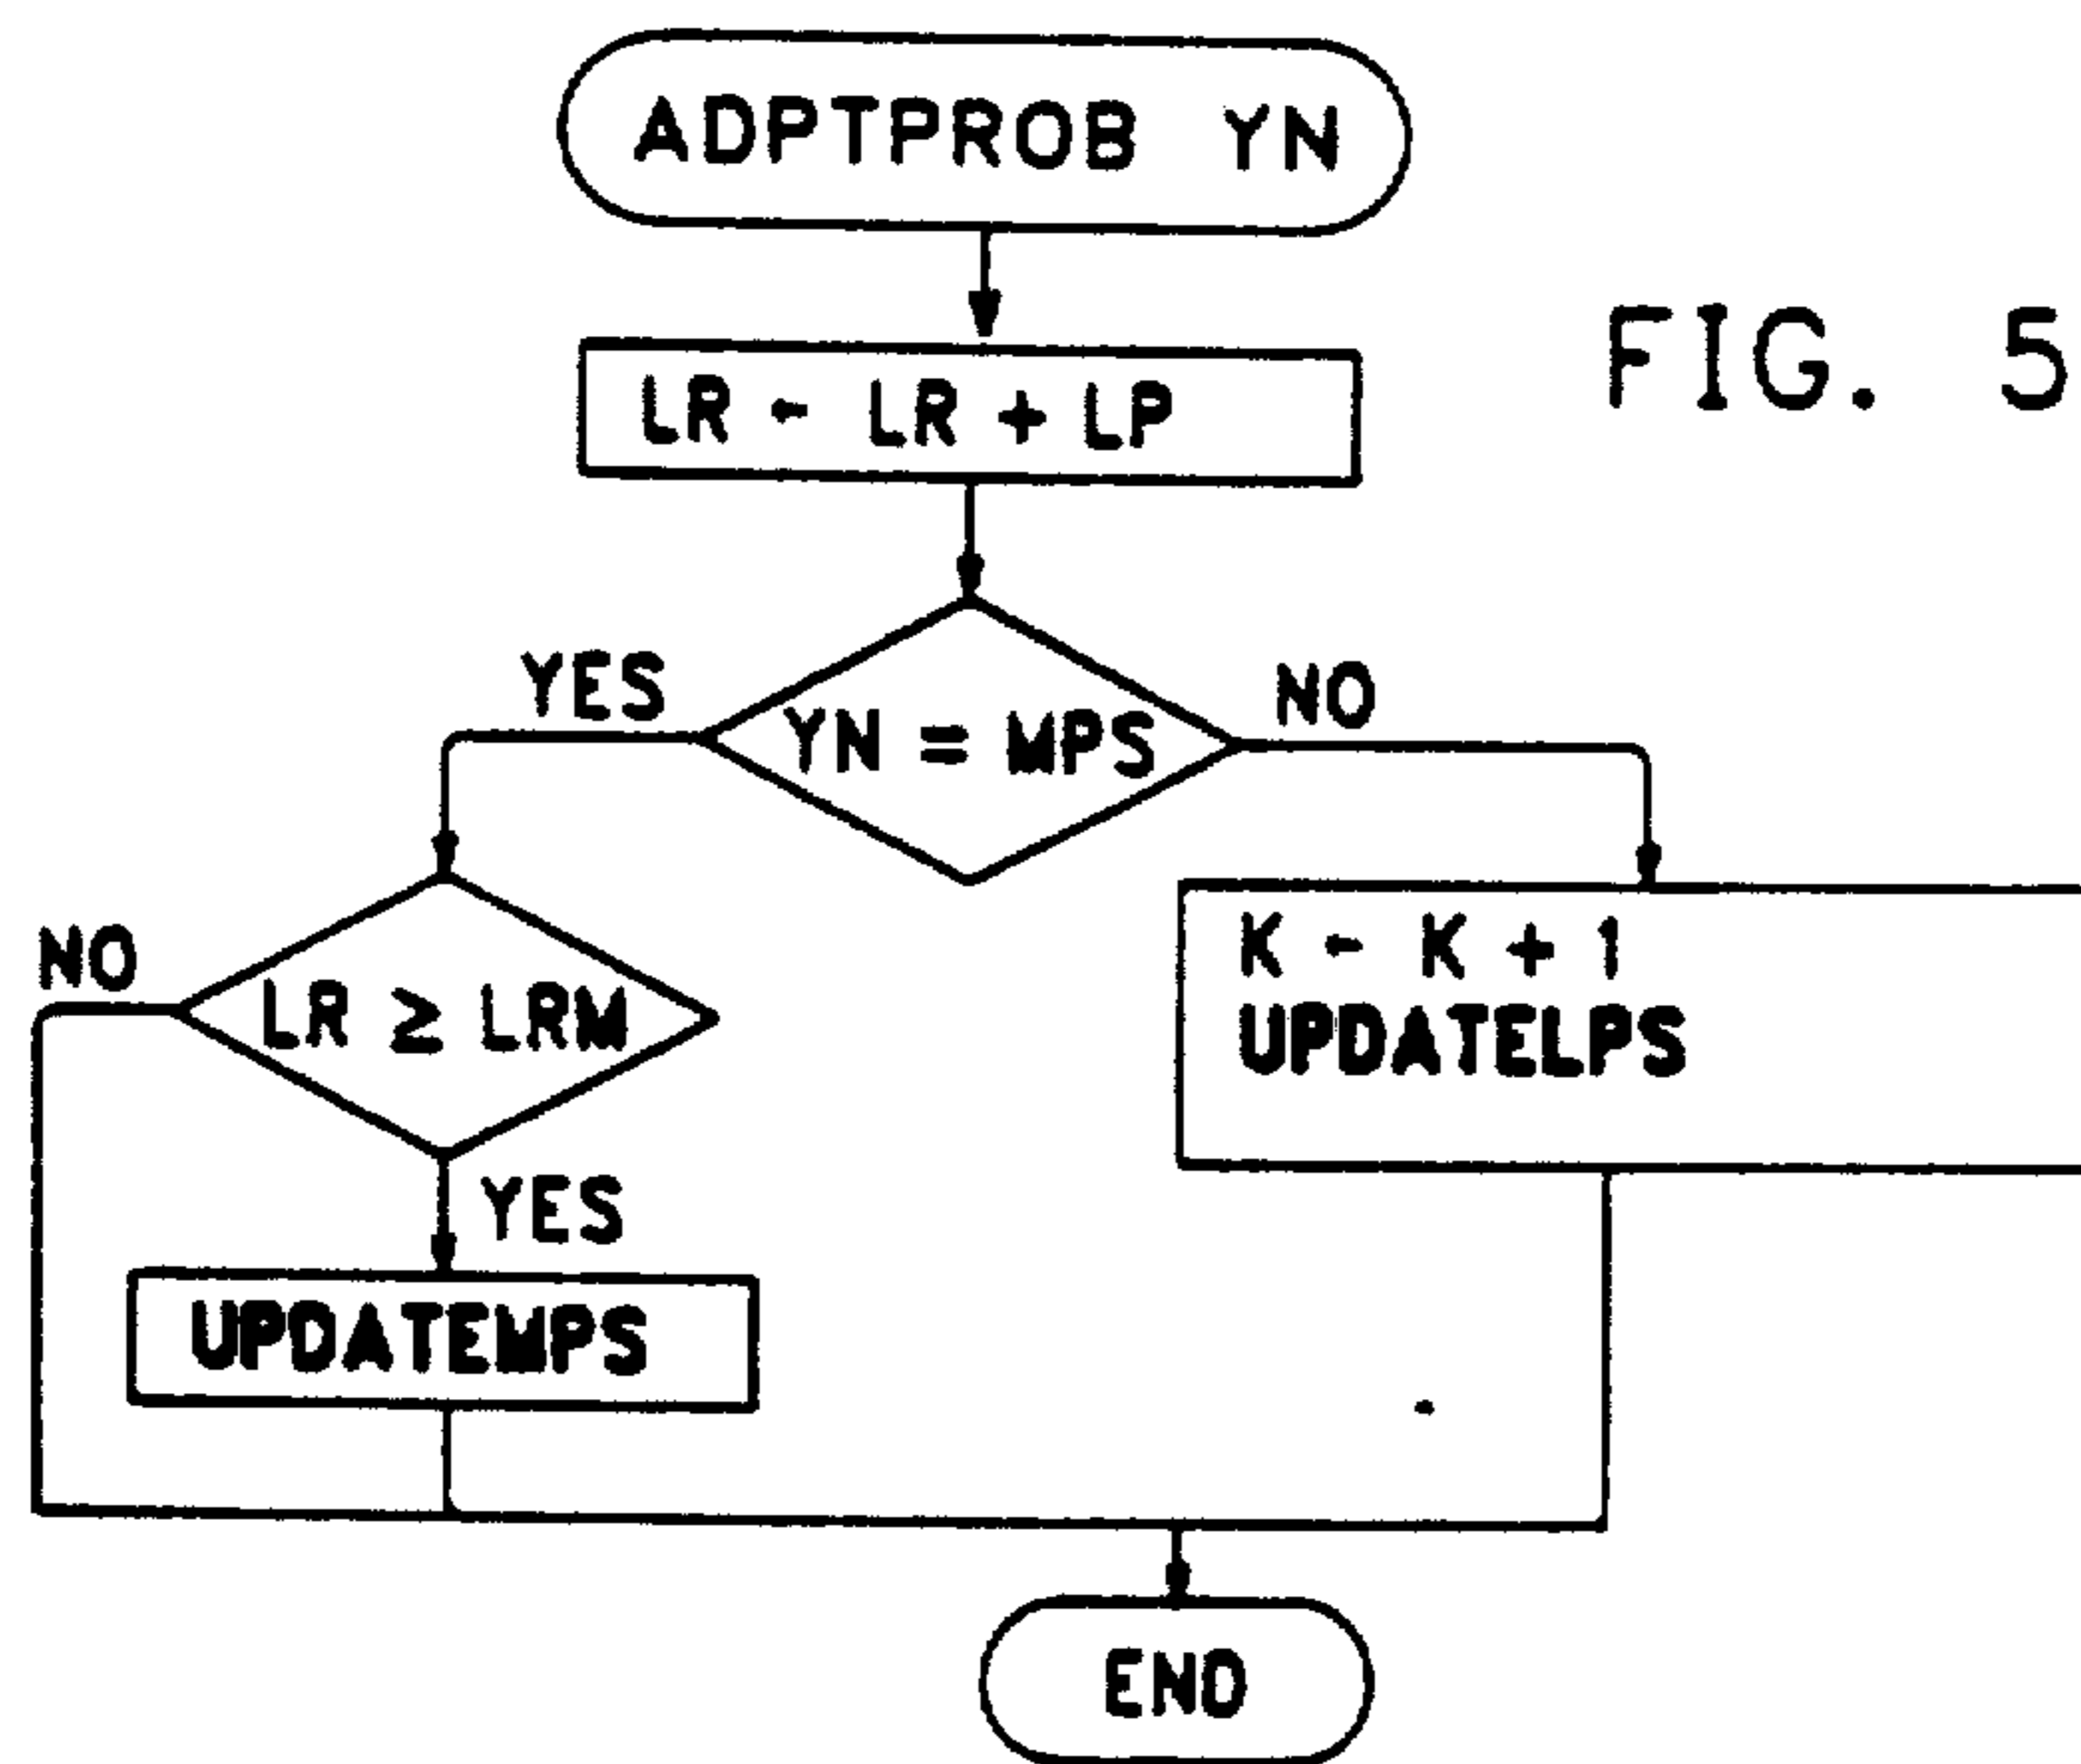 ADPTPROB YN
LR ← LR + LP
FIG. 5
YES
NO
YN = MPS
NO
LR ≥ LRM
K ← K + 1
UPDATELPS
YES
UPDATEMPS
END